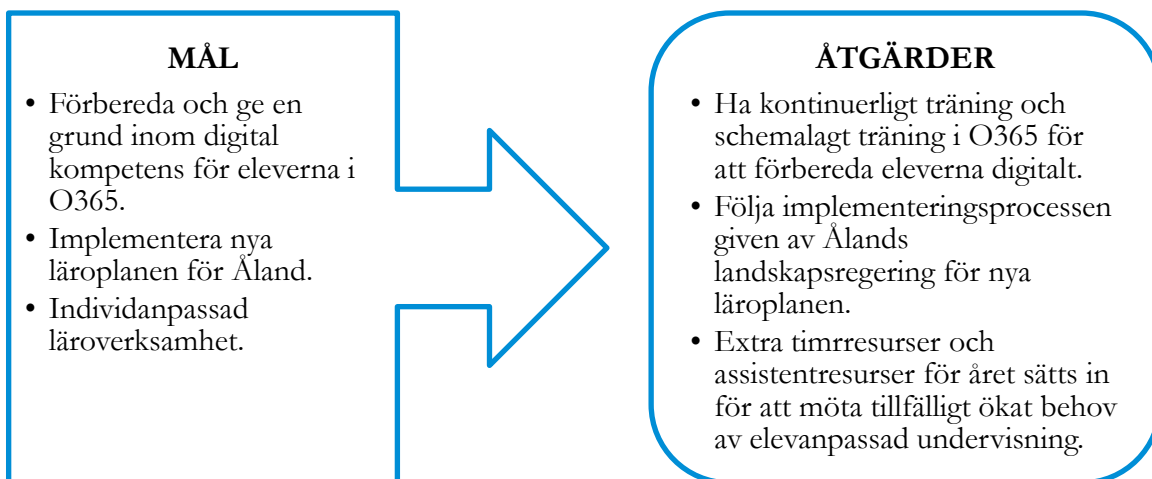 MÅL
• Förbereda och ge en
grund inom digital
kompetens för eleverna i
O365.
• Implementera nya
läroplanen för Åland.
• Individanpassad
läroverksamhet.
ÅTGÄRDER
• Ha kontinuerligt träning och
schemalagt träning i O365 för
att förbereda eleverna digitalt.
• Följa implementeringsprocessen
given av Ålands
landskapsregering för nya
läroplanen.
• Extra timrresurser och
assistentresurser för året sätts in
för att möta tillfälligt ökat behov
av elevanpassad undervisning.